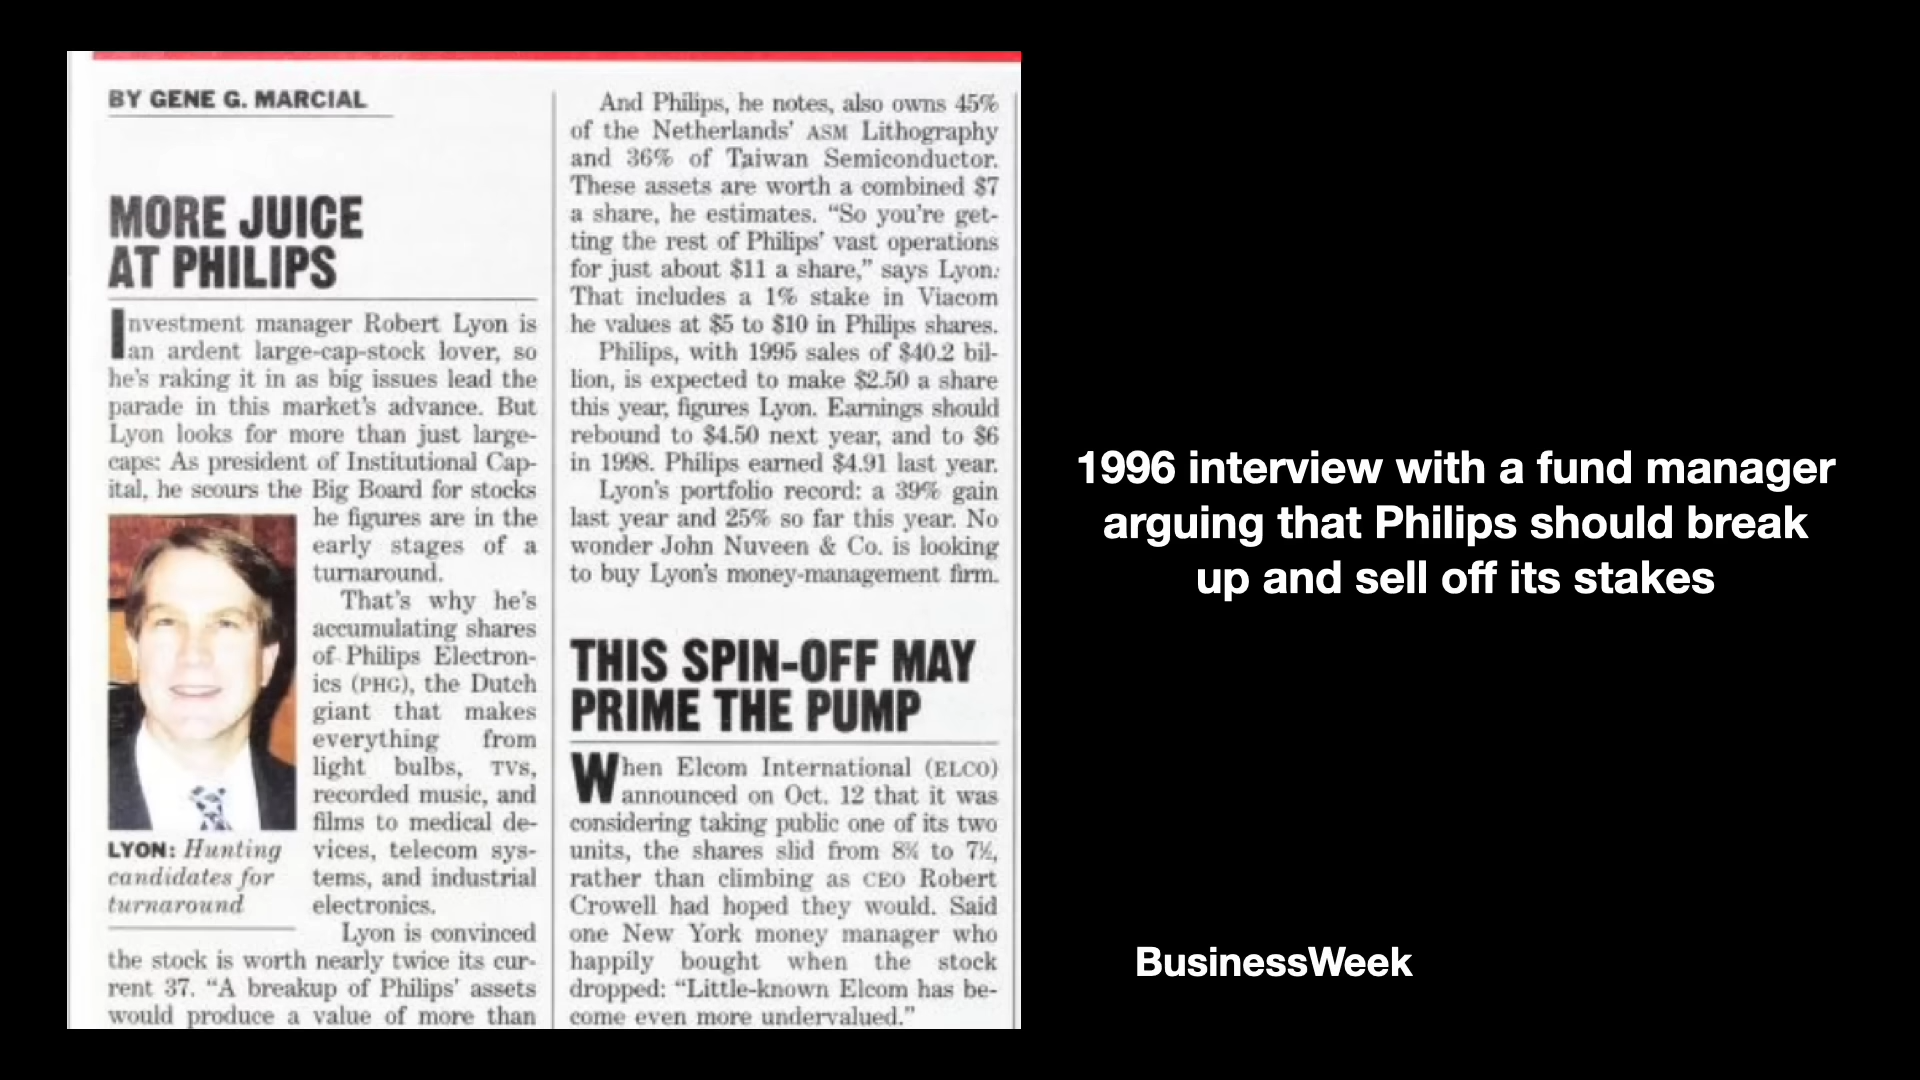 BY GENE G. MARCIAL
MORE JUICE
AT PHILIPS
Investment manager Robert Lyon is
an ardent large-cap-stock lover, so
he's raking it in as big issues lead the
parade in this market's advance. But
Lyon looks for more than just large-
caps: As president of Institutional Cap-
ital, he scours the Big Board for stocks
he figures are in the
early stages of a
turnaround.
That's why he's
accumulating shares
of Philips Electron-
ics (PHG), the Dutch
giant that makes
everything from
light bulbs, TVs,
recorded music, and
films to medical de-
vices, telecom sys-
tems, and industrial
electronics.
LYON: Hunting
candidates for
turnaround
Lyon is convinced
the stock is worth nearly twice its cur-
rent 37. “A breakup of Philips' assets
would produce a value of more than
And Philips, he notes, also owns 45%
of the Netherlands' ASM Lithography
and 36% of Taiwan Semiconductor.
These assets are worth a combined $7
a share, he estimates. “So you're get-
ting the rest of Philips' vast operations
for just about $11 a share,” says Lyon.
That includes a 1% stake in Viacom
he values at $5 to $10 in Philips shares.
Philips, with 1995 sales of $40.2 bil-
lion, is expected to make $2.50 a share
this year, figures Lyon. Earnings should
rebound to $4.50 next year, and to $6
in 1998. Philips earned $4.91 last year.
Lyon's portfolio record: a 39% gain
last year and 25% so far this year. No
wonder John Nuveen & Co. is looking
to buy Lyon's money-management firm.
THIS SPIN-OFF MAY
PRIME THE PUMP
When Elcom International (ELCO)
announced on Oct. 12 that it was
considering taking public one of its two
units, the shares slid from 8¾ to 7½,
rather than climbing as CEO Robert
Crowell had hoped they would. Said
one New York money manager who
happily bought when the stock
dropped: “Little-known Elcom has be-
come even more undervalued.”
1996 interview with a fund manager
arguing that Philips should break
up and sell off its stakes
BusinessWeek